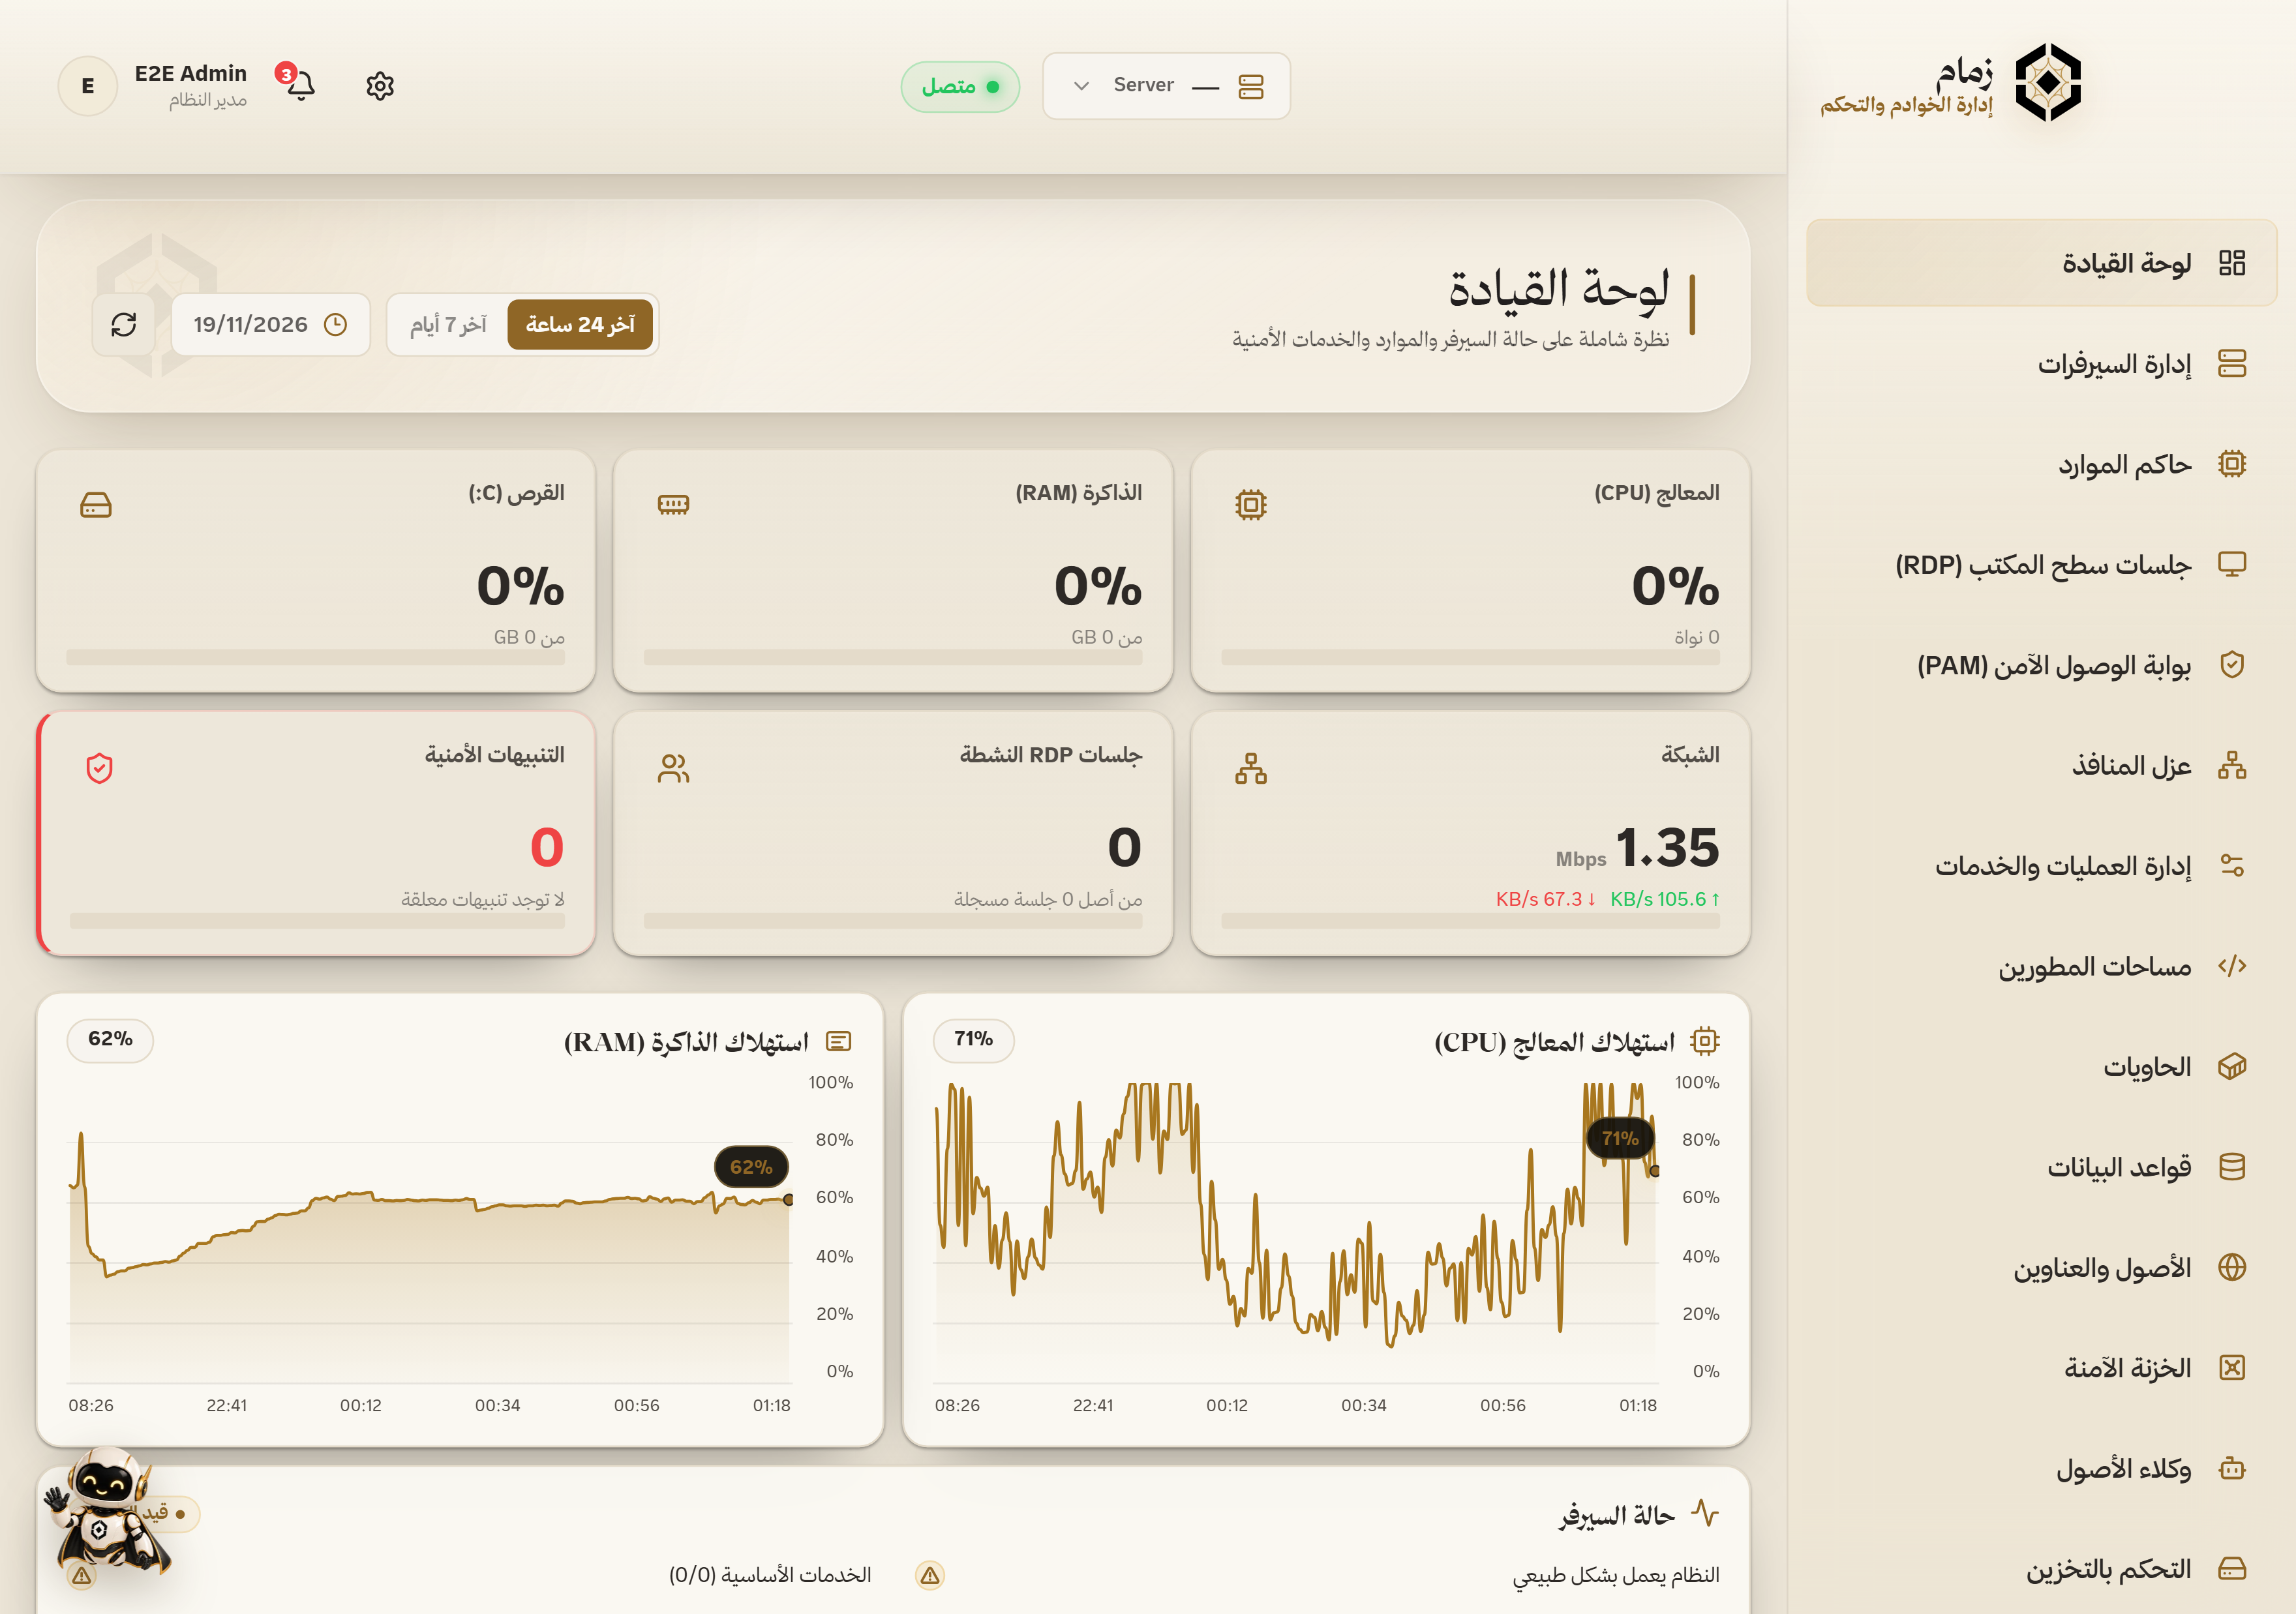 زمام
إدارة الخوادم والتحكم
Server —
متصل
3
E2E Admin
مدير النظام
E
لوحة القيادة
إدارة السيرفرات
حاكم الموارد
جلسات سطح المكتب (RDP)
بوابة الوصول الآمن (PAM)
عزل المنافذ
إدارة العمليات والخدمات
مساحات المطورين
الحاويات
قواعد البيانات
الأصول والعناوين
الخزنة الآمنة
وكلاء الأصول
التحكم بالتخزين
لوحة القيادة
نظرة شاملة على حالة السيرفر والموارد والخدمات الأمنية
آخر 24 ساعة
آخر 7 أيام
19/11/2026
المعالج (CPU)
0%
0 نواة
الذاكرة (RAM)
0%
من 0 GB
القرص (C:)
0%
من 0 GB
الشبكة
1.35 Mbps
↑ 105.6 KB/s ↓ 67.3 KB/s
جلسات RDP النشطة
0
من أصل 0 جلسة مسجلة
التنبيهات الأمنية
0
لا توجد تنبيهات معلقة
استهلاك المعالج (CPU)
71%
100%
80%
60%
40%
20%
0%
71%
08:26 22:41 00:12 00:34 00:56 01:18
استهلاك الذاكرة (RAM)
62%
100%
80%
60%
40%
20%
0%
62%
08:26 22:41 00:12 00:34 00:56 01:18
حالة السيرفر
قيد
النظام يعمل بشكل طبيعي
الخدمات الأساسية (0/0)